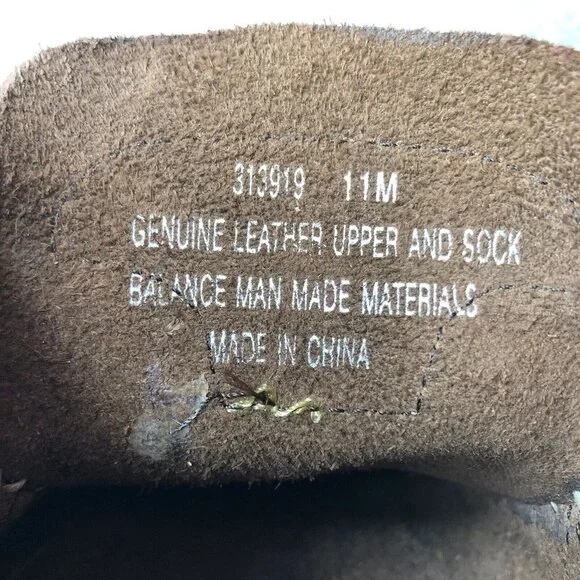 313919 11M
GENUINE LEATHER UPPER AND SOCK
BALANCE MAN MADE MATERIALS
MADE IN CHINA